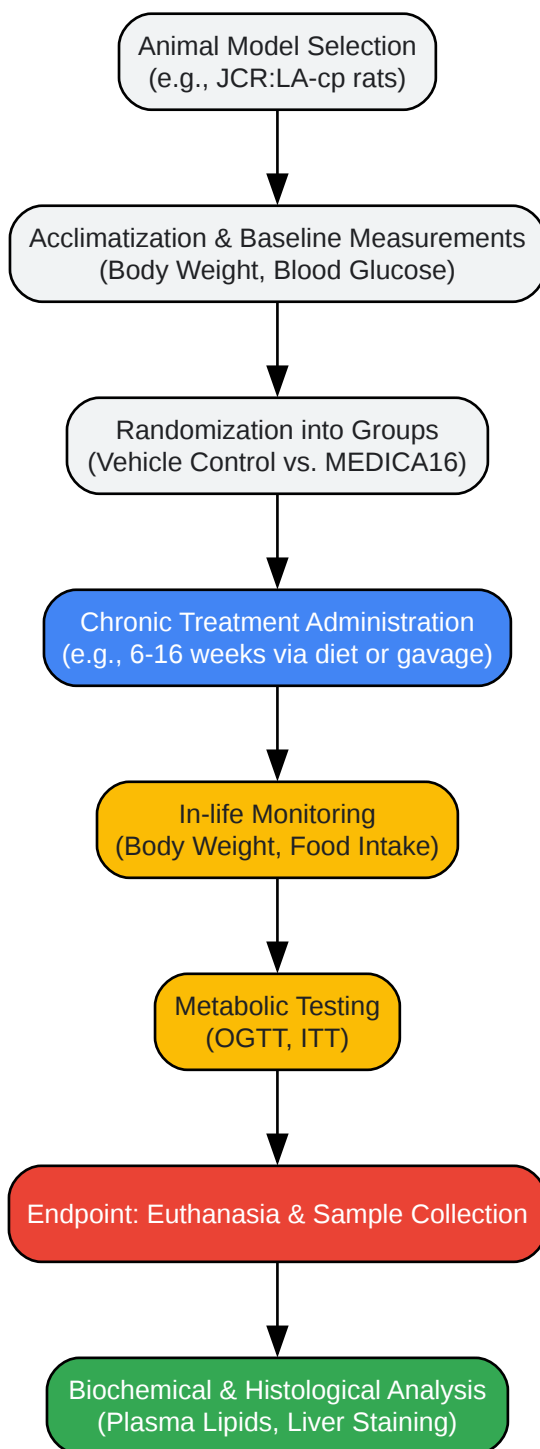 Animal Model Selection
(e.g., JCR:LA-cp rats)
Acclimatization & Baseline Measurements
(Body Weight, Blood Glucose)
Randomization into Groups
(Vehicle Control vs. MEDICA16)
Chronic Treatment Administration
(e.g., 6-16 weeks via diet or gavage)
In-life Monitoring
(Body Weight, Food Intake)
Metabolic Testing
(OGTT, ITT)
Endpoint: Euthanasia & Sample Collection
Biochemical & Histological Analysis
(Plasma Lipids, Liver Staining)